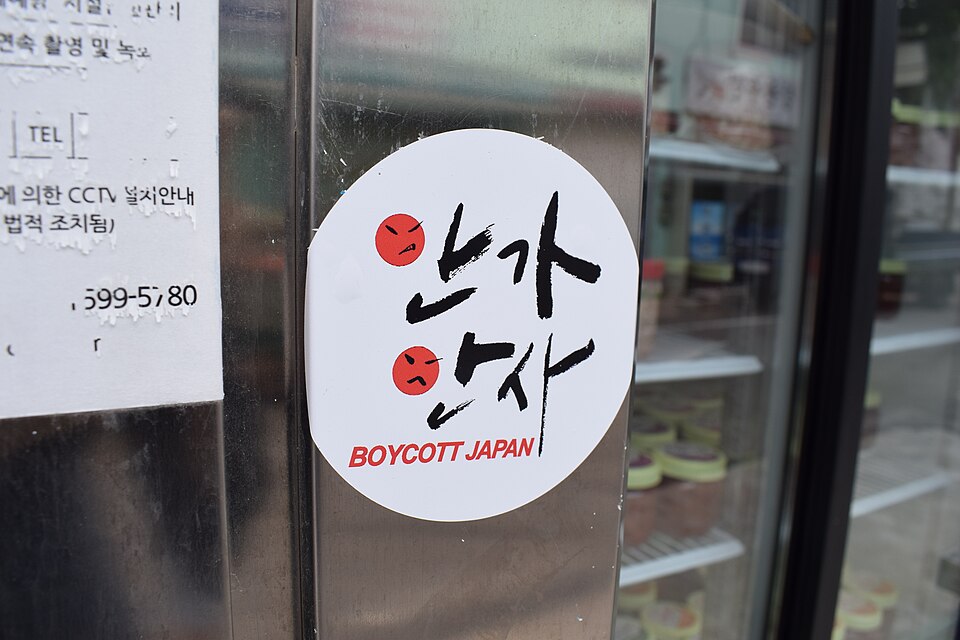 연속 촬영 및 녹
TEL
에 의한 CCTV 설치안내
법적 조치됨)
599-5780
안가
안사
BOYCOTT JAPAN